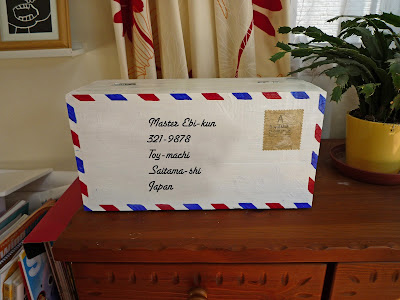 Master Ebi-kun
321-9878
Toy-machi
Saitama-shi
Japan